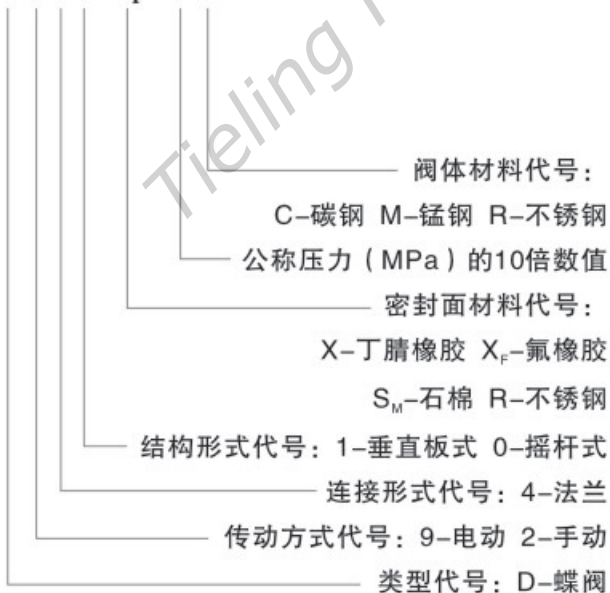 Tieling
阀体材料代号：
C–碳钢 M–锰钢 R–不锈钢
公称压力（MPa）的10倍数值
密封面材料代号：
X–丁腈橡胶 X_F–氟橡胶
S_M–石棉 R–不锈钢
结构形式代号：1–垂直板式 0–摇杆式
连接形式代号：4–法兰
传动方式代号：9–电动 2–手动
类型代号：D–蝶阀